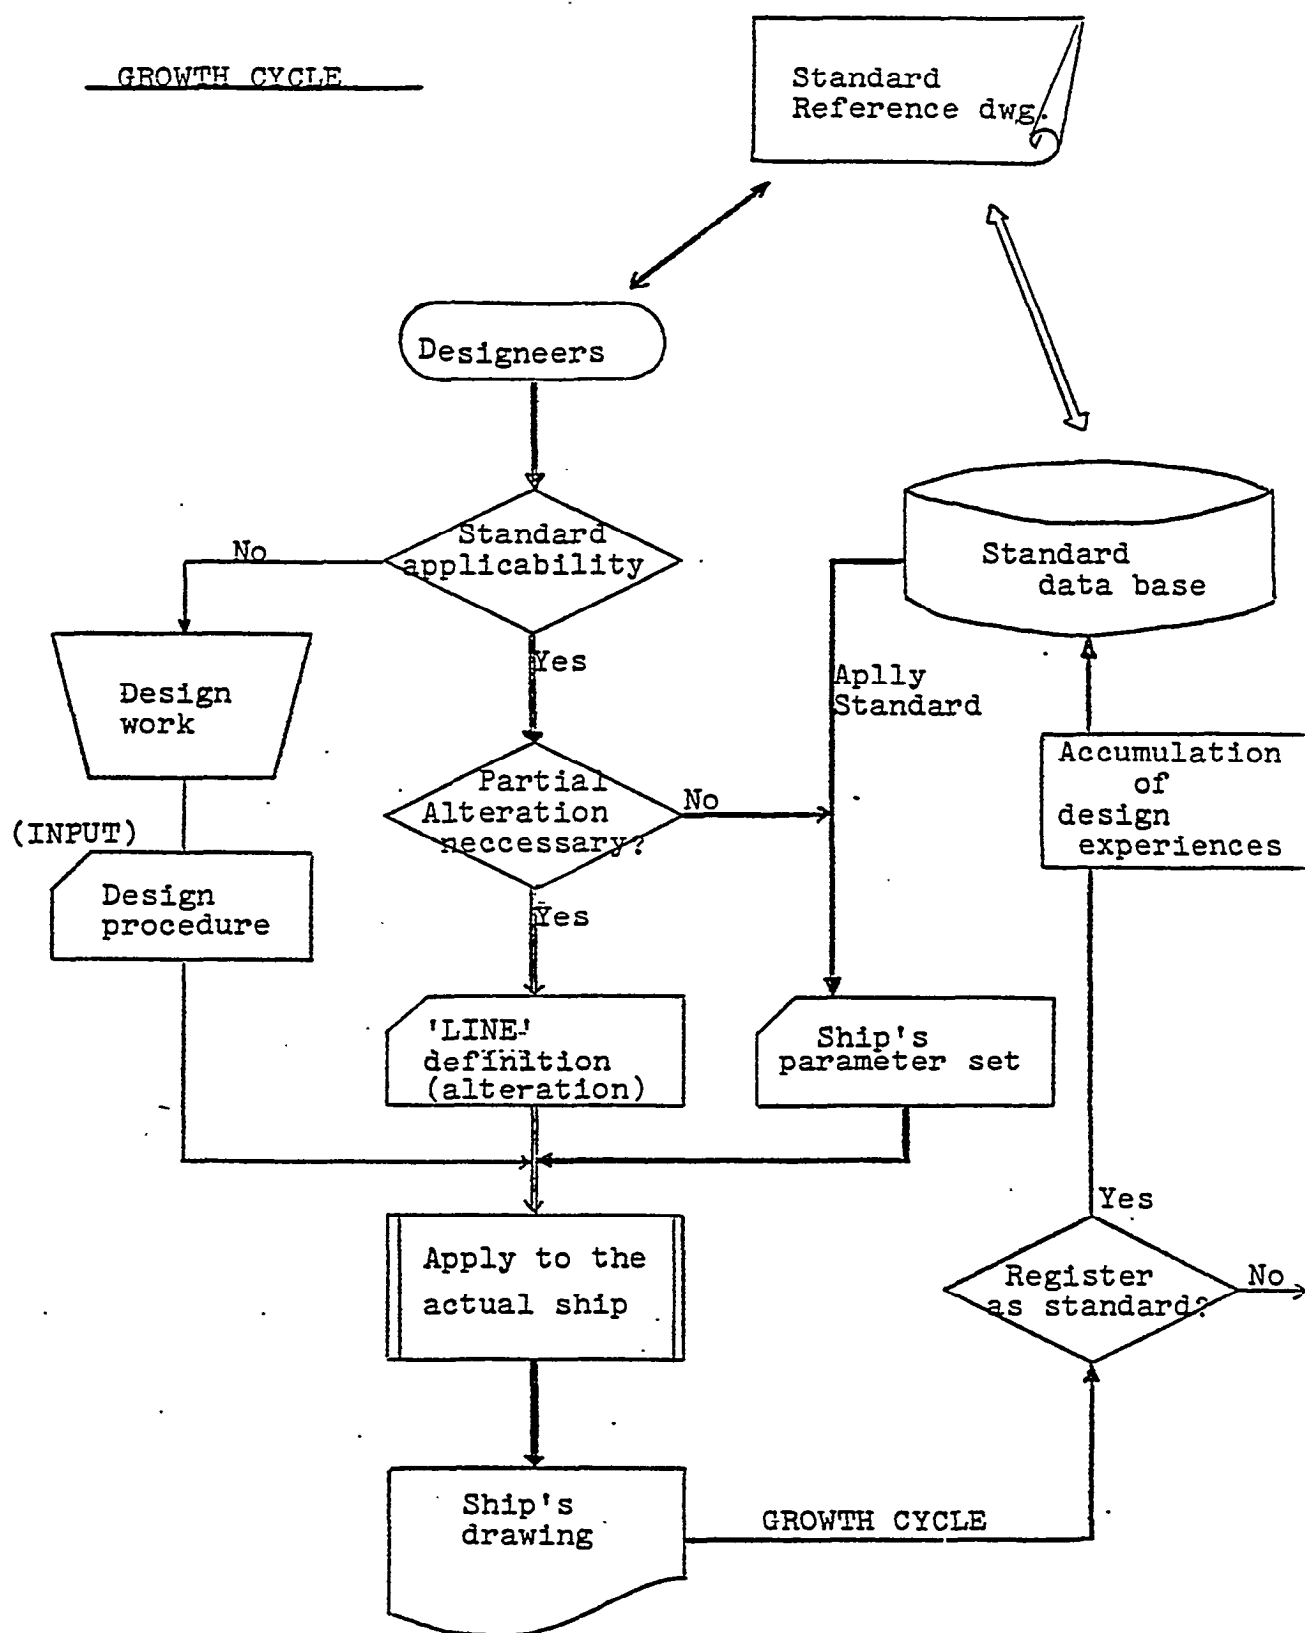 GROWTH CYCLE
Standard
Reference dwg.
Designeers
Standard
applicability
No
Yes
Design
work
(INPUT)
Design
procedure
Partial
Alteration
neccessary?
No
Yes
'LINE'
definition
(alteration)
Standard
data base
Aplly
Standard
Ship's
parameter set
Accumulation
of
design
experiences
Apply to the
actual ship
Yes
Register
as standard?
No
Ship's
drawing
GROWTH CYCLE